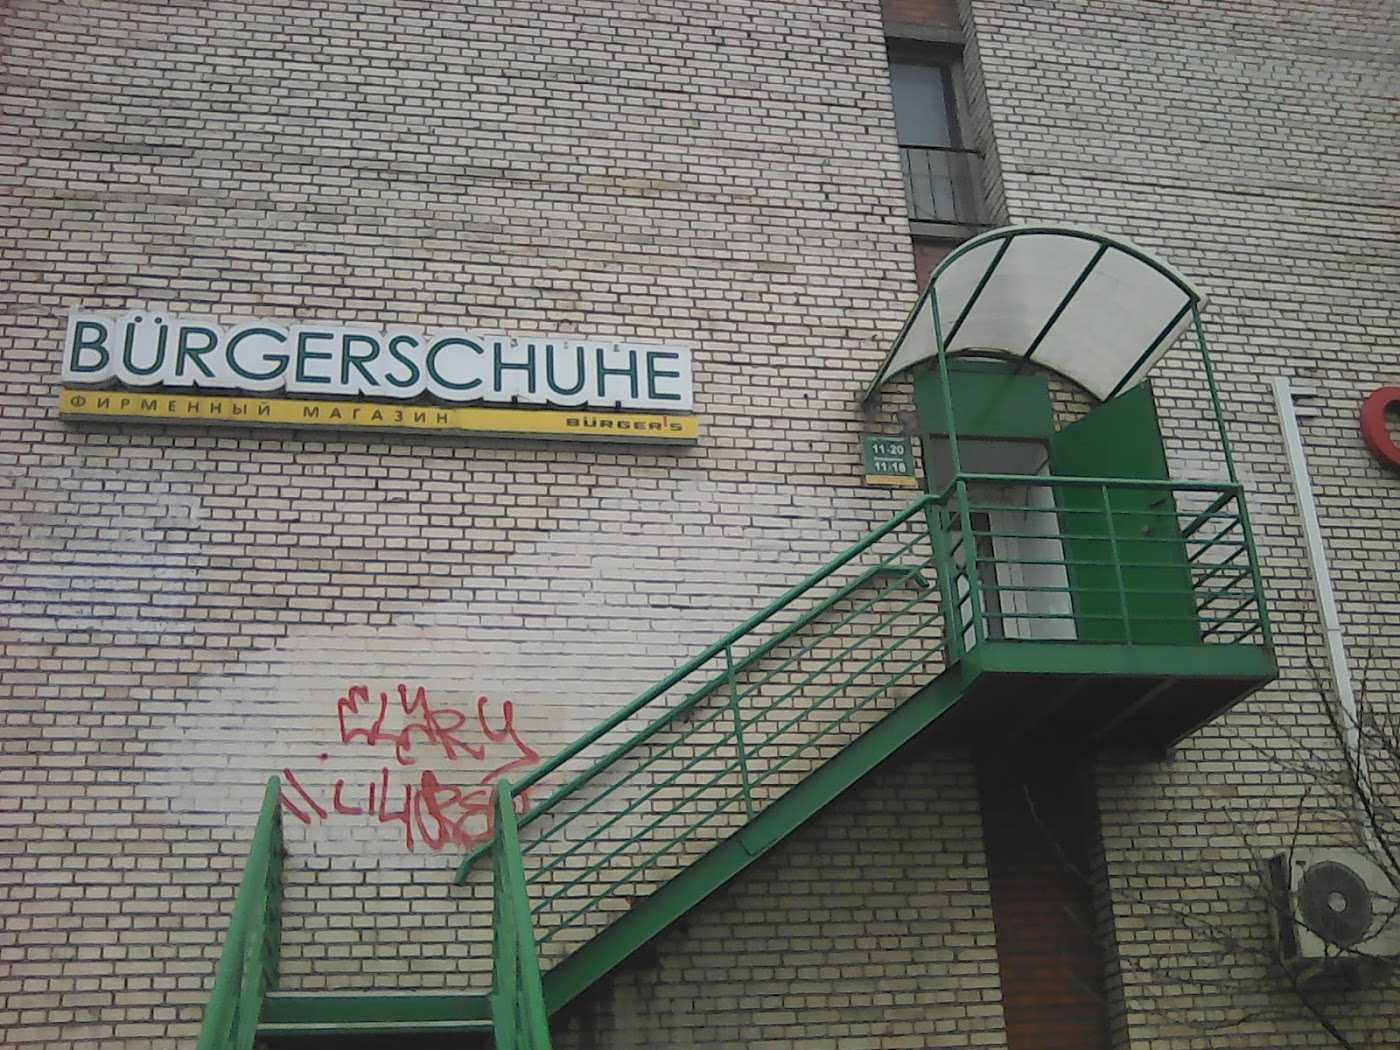 BÜRGERSCHUHE
ФИРМЕННЫЙ МАГАЗИН
BÜRGER'S
11-20
11-18